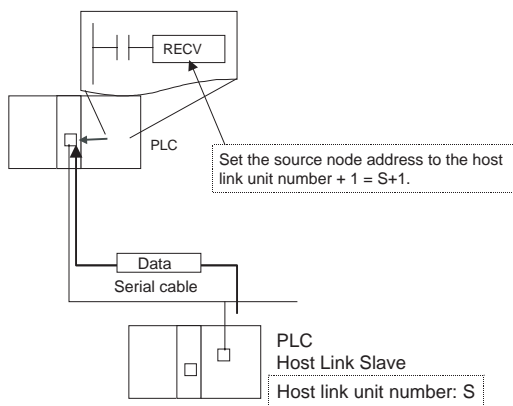 RECV
PLC
Set the source node address to the host
link unit number + 1 = S+1.
Data
Serial cable
PLC
Host Link Slave
Host link unit number: S